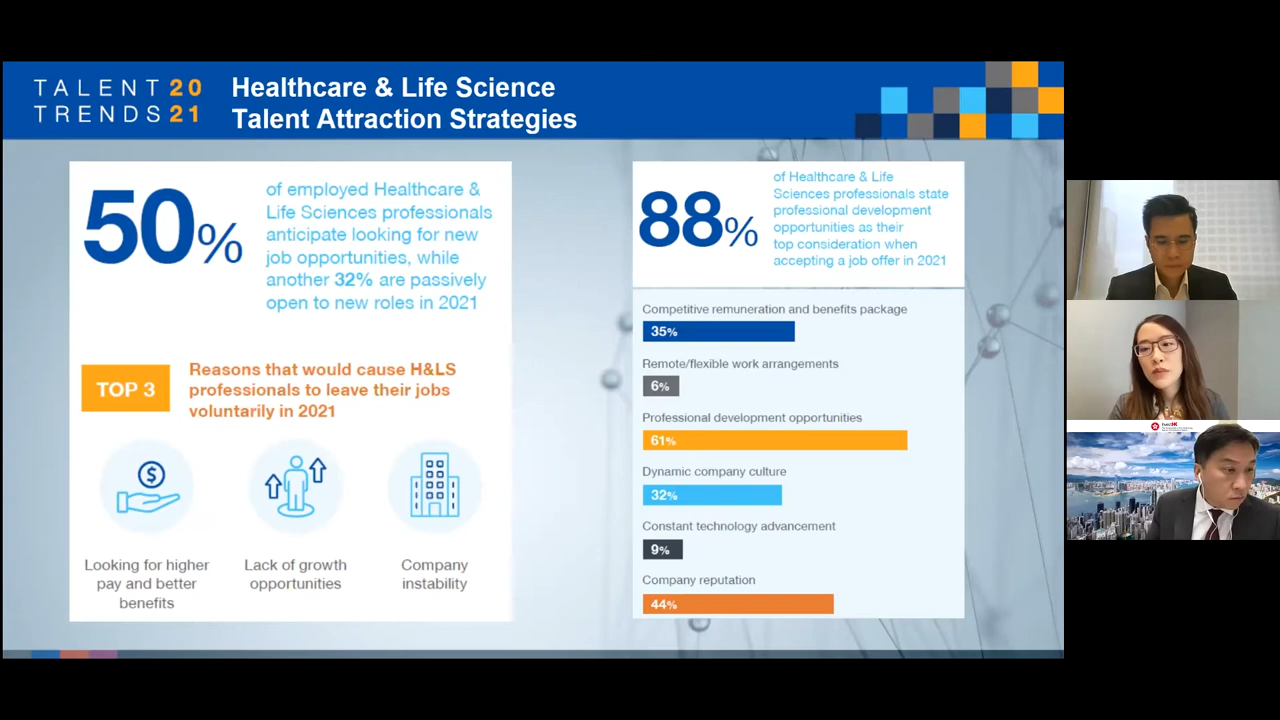 TALENT 20
TRENDS 21
Healthcare & Life Science
Talent Attraction Strategies
50%
of employed Healthcare &
Life Sciences professionals
anticipate looking for new
job opportunities, while
another 32% are passively
open to new roles in 2021
TOP 3
Reasons that would cause H&LS
professionals to leave their jobs
voluntarily in 2021
Looking for higher
pay and better
benefits
Lack of growth
opportunities
Company
instability
88%
of Healthcare & Life
Sciences professionals state
professional development
opportunities as their
top consideration when
accepting a job offer in 2021
Competitive remuneration and benefits package
35%
Remote/flexible work arrangements
6%
Professional development opportunities
61%
Dynamic company culture
32%
Constant technology advancement
9%
Company reputation
44%